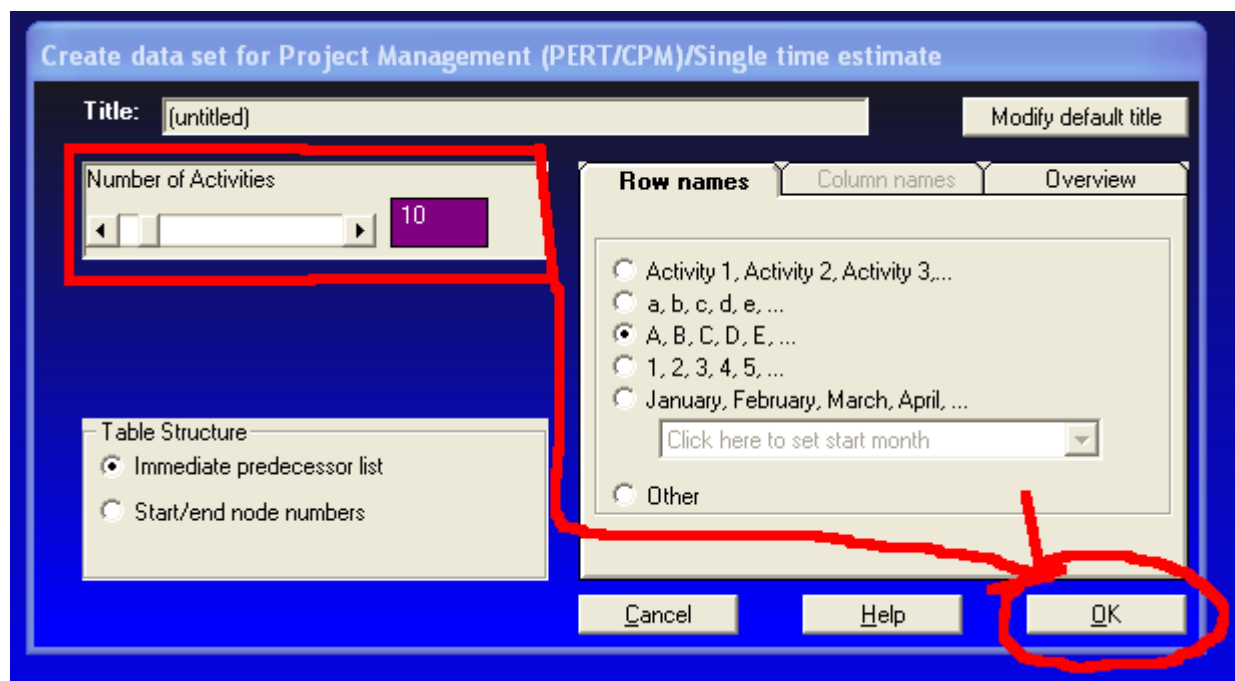 Create data set for Project Management (PERT/CPM)/Single time estimate
Title: (untitled)
Modify default title
Number of Activities
10
Row names
Column names
Overview
Activity 1, Activity 2, Activity 3,...
a, b, c, d, e, ...
A, B, C, D, E, ...
1, 2, 3, 4, 5, ...
January, February, March, April, ...
Click here to set start month
Other
Table Structure
Immediate predecessor list
Start/end node numbers
Cancel
Help
OK